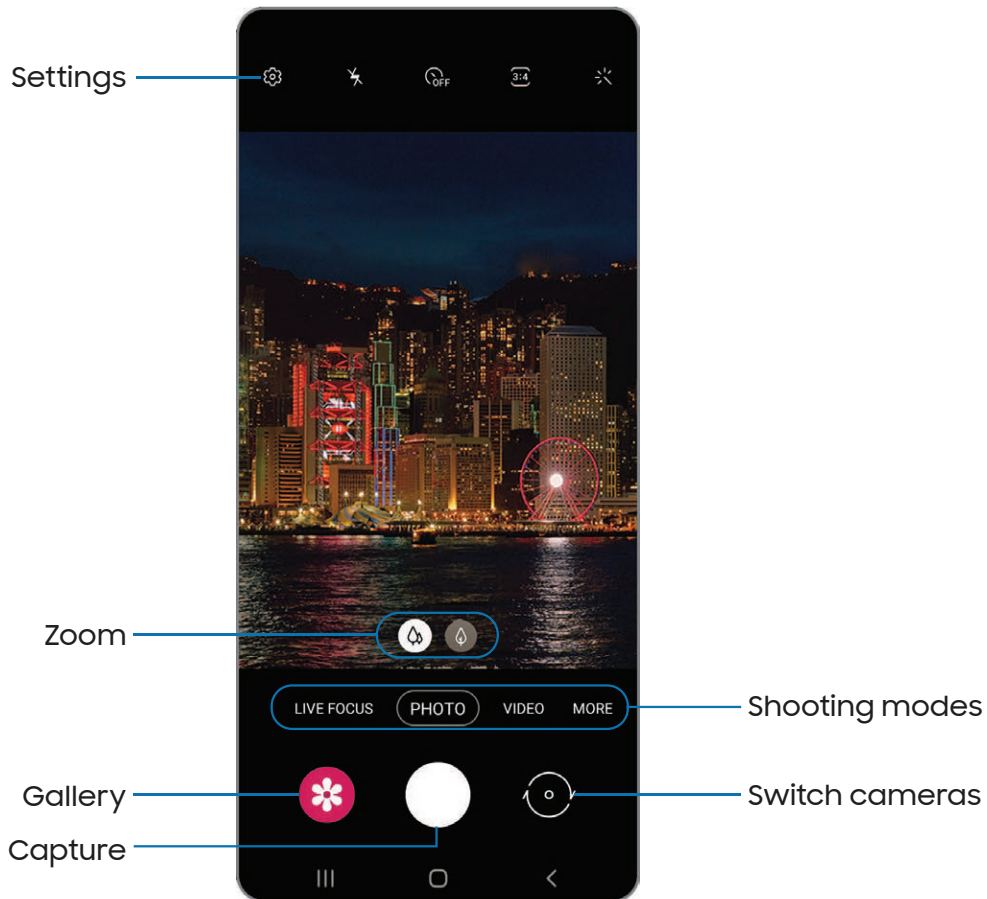 Settings
OFF
3:4
Zoom
LIVE FOCUS PHOTO VIDEO MORE
Shooting modes
Gallery
Switch cameras
Capture